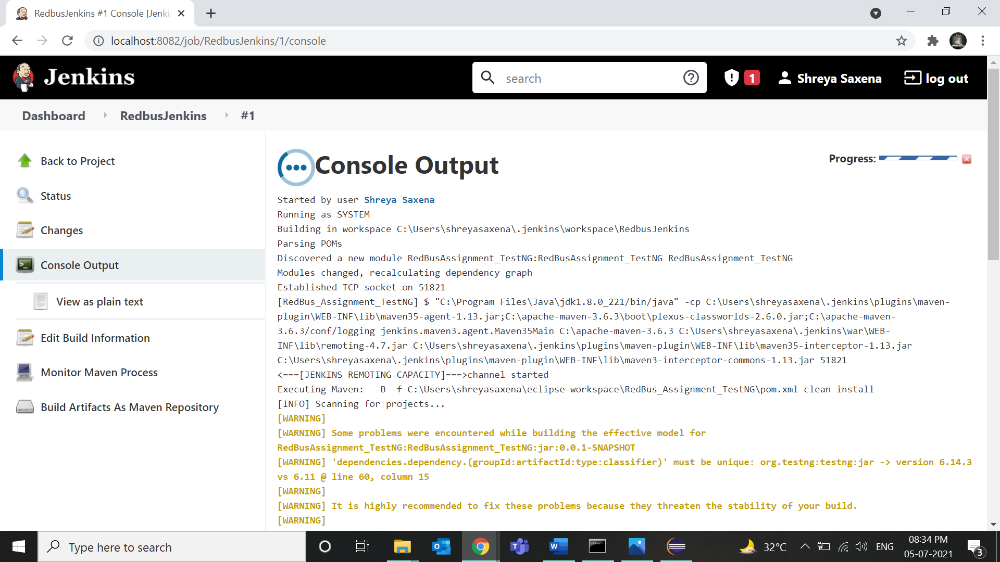 RedbusJenkins #1 Console [Jenki
localhost:8082/job/RedbusJenkins/1/console
Jenkins
search
1
Shreya Saxena
log out
Dashboard
RedbusJenkins
#1
Back to Project
Status
Changes
Console Output
View as plain text
Edit Build Information
Monitor Maven Process
Build Artifacts As Maven Repository
Console Output
Progress:
Started by user Shreya Saxena
Running as SYSTEM
Building in workspace C:\Users\shreyasaxena\.jenkins\workspace\RedbusJenkins
Parsing POMs
Discovered a new module RedBusAssignment_TestNG:RedBusAssignment_TestNG RedBusAssignment_TestNG
Modules changed, recalculating dependency graph
Established TCP socket on 51821
[RedBus_Assignment_TestNG] $ "C:\Program Files\Java\jdk1.8.0_221/bin/java" -cp C:\Users\shreyasaxena\.jenkins\plugins\maven-
plugin\WEB-INF\lib\maven35-agent-1.13.jar;C:\apache-maven-3.6.3\boot\plexus-classworlds-2.6.0.jar;C:\apache-maven-
3.6.3/conf/logging jenkins.maven3.agent.Maven35Main C:\apache-maven-3.6.3 C:\Users\shreyasaxena\.jenkins\war\WEB-
INF\lib\remoting-4.7.jar C:\Users\shreyasaxena\.jenkins\plugins\maven-plugin\WEB-INF\lib\maven35-interceptor-1.13.jar
C:\Users\shreyasaxena\.jenkins\plugins\maven-plugin\WEB-INF\lib\maven3-interceptor-commons-1.13.jar 51821
<===[JENKINS REMOTING CAPACITY]===>channel started
Executing Maven:  -B -f C:\Users\shreyasaxena\eclipse-workspace\RedBus_Assignment_TestNG\pom.xml clean install
[INFO] Scanning for projects...
[WARNING]
[WARNING] Some problems were encountered while building the effective model for
RedBusAssignment_TestNG:RedBusAssignment_TestNG:jar:0.0.1-SNAPSHOT
[WARNING] 'dependencies.dependency.(groupId:artifactId:type:classifier)' must be unique: org.testng:testng:jar -> version 6.14.3
vs 6.11 @ line 60, column 15
[WARNING]
[WARNING] It is highly recommended to fix these problems because they threaten the stability of your build.
[WARNING]
Type here to search
32°C
ENG
08:34 PM
05-07-2021
3